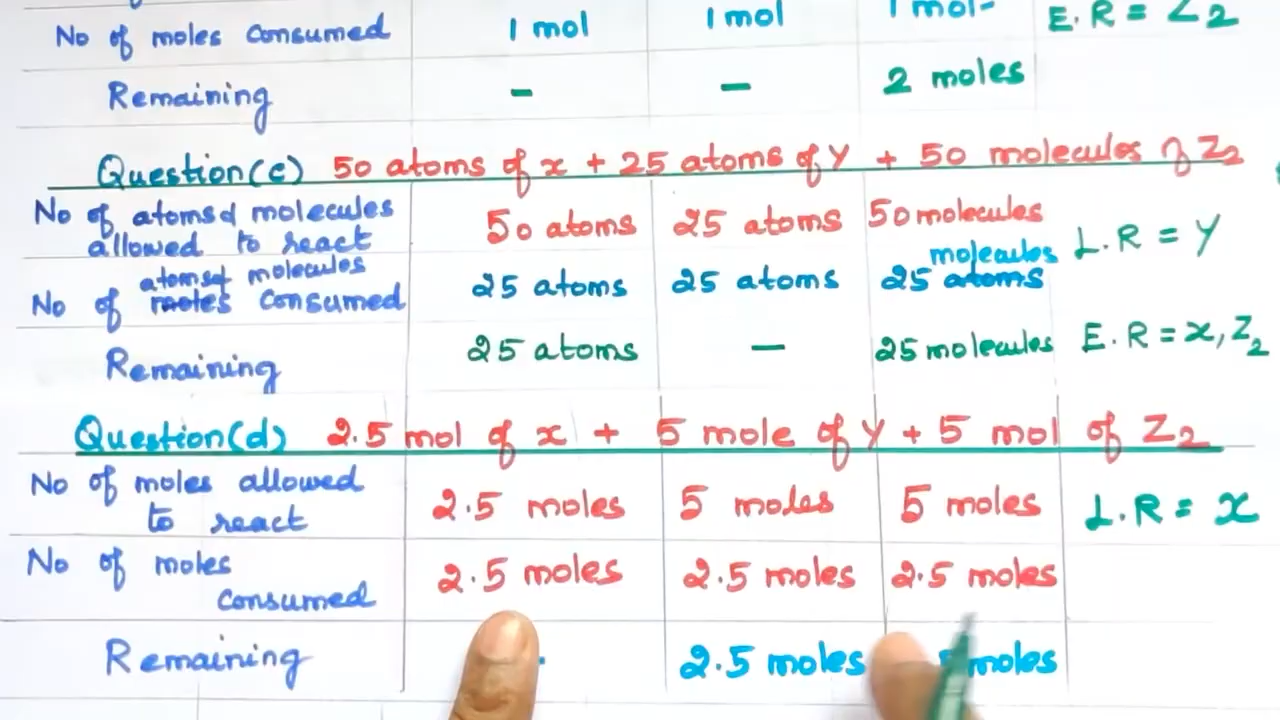 No of moles consumed 1 mol 1 mol 1 mol E.R = Z2
Remaining - - 2 moles
Question(c) 50 atoms of x + 25 atoms of Y + 50 molecules of Z2
No of atoms & molecules allowed to react 50 atoms 25 atoms 50 molecules L.R = Y
No of atoms & molecules moles consumed 25 atoms 25 atoms 25 atoms molecules
Remaining 25 atoms - 25 molecules E.R = x, Z2
Question(d) 2.5 mol of x + 5 mole of Y + 5 mol of Z2
No of moles allowed to react 2.5 moles 5 moles 5 moles L.R = x
No of moles consumed 2.5 moles 2.5 moles 2.5 moles
Remaining 2.5 moles moles